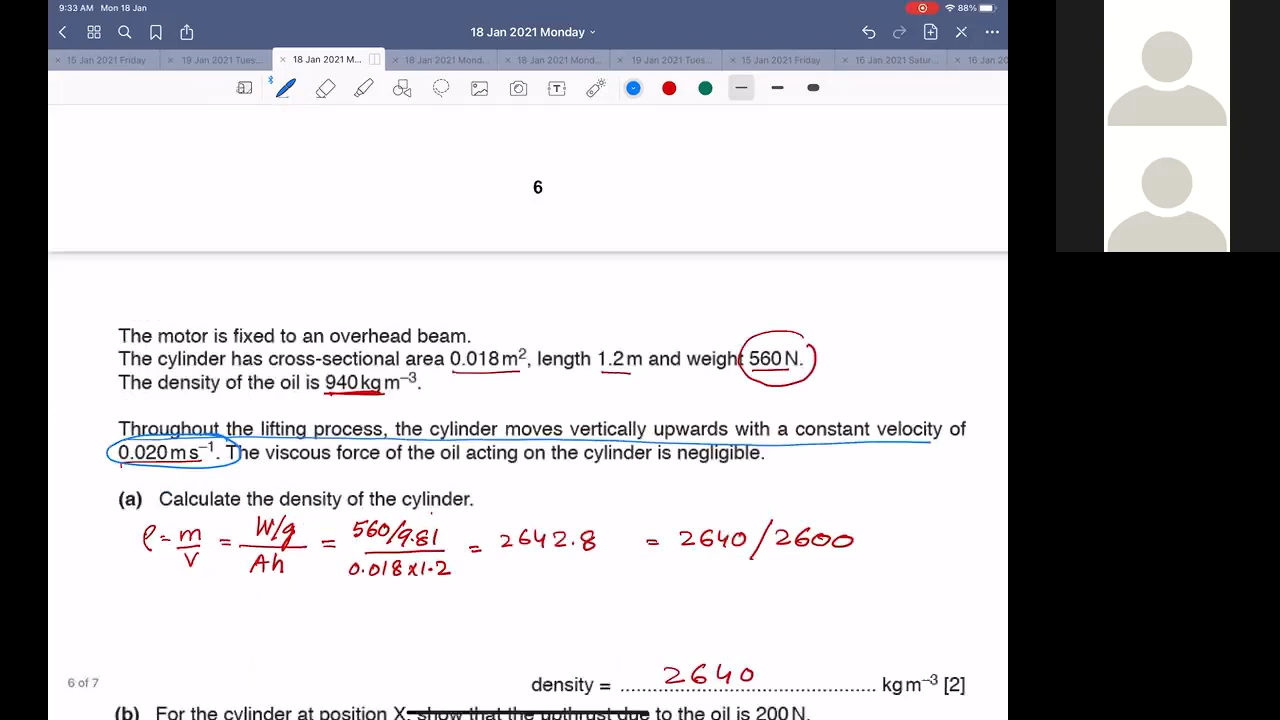 9:33 AM Mon 18 Jan
88%
18 Jan 2021 Monday
15 Jan 2021 Friday
19 Jan 2021 Tues...
18 Jan 2021 M...
18 Jan 2021 Mond...
18 Jan 2021 Mond...
19 Jan 2021 Tues...
15 Jan 2021 Friday
16 Jan 2021 Satur...
16 Jan 20
6
The motor is fixed to an overhead beam.
The cylinder has cross-sectional area 0.018 m², length 1.2 m and weight 560 N.
The density of the oil is 940 kg m⁻³.
Throughout the lifting process, the cylinder moves vertically upwards with a constant velocity of
0.020 m s⁻¹. The viscous force of the oil acting on the cylinder is negligible.
(a) Calculate the density of the cylinder.
ρ = m/V = (W/g)/(Ah) = (560/9.81)/(0.018×1.2) = 2642.8 = 2640/2600
6 of 7
density = 2640 kg m⁻³ [2]
(b) For the cylinder at position X, show that the upthrust due to the oil is 200 N.